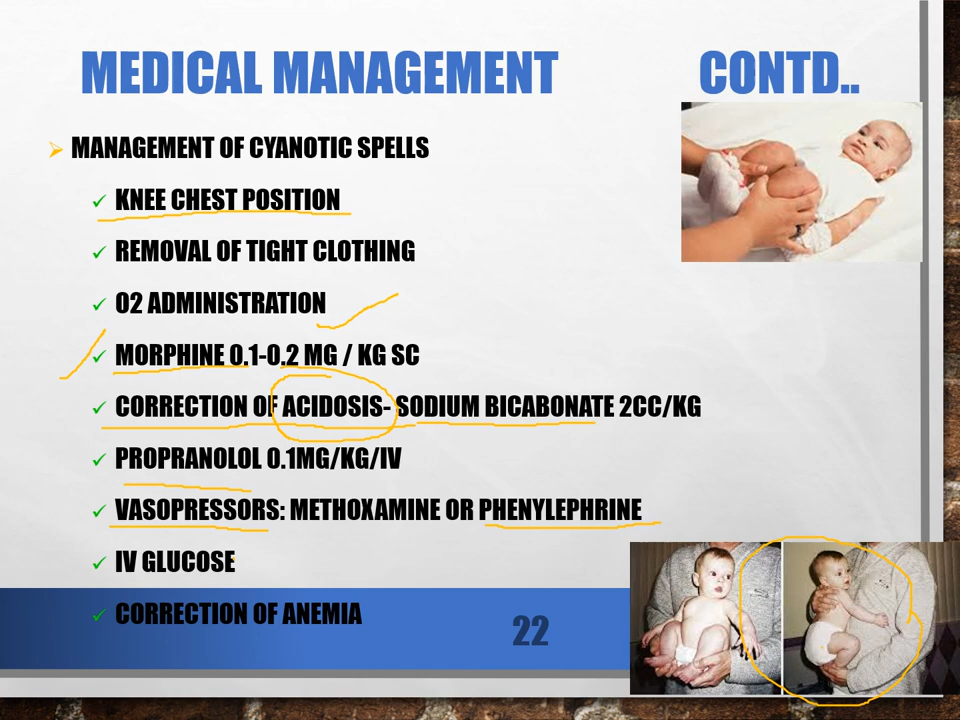 MEDICAL MANAGEMENT CONTD..
MANAGEMENT OF CYANOTIC SPELLS
KNEE CHEST POSITION
REMOVAL OF TIGHT CLOTHING
O2 ADMINISTRATION
MORPHINE 0.1-0.2 MG / KG SC
CORRECTION OF ACIDOSIS- SODIUM BICABONATE 2CC/KG
PROPRANOLOL 0.1MG/KG/IV
VASOPRESSORS: METHOXAMINE OR PHENYLEPHRINE
IV GLUCOSE
CORRECTION OF ANEMIA
22